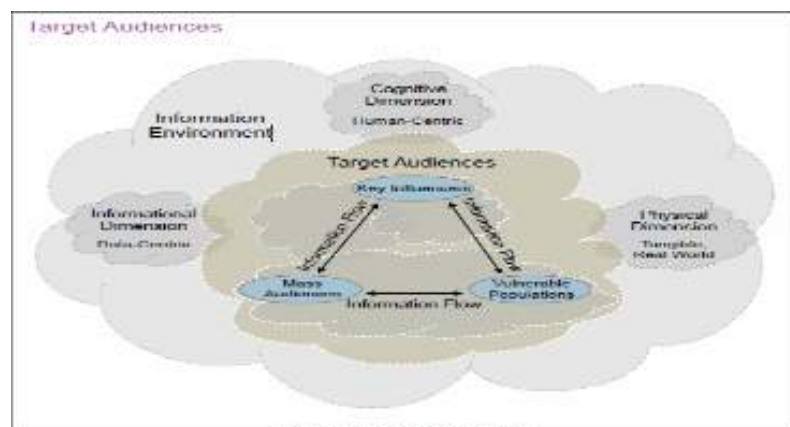 Target Audiences
Cognitive
Dimension
Human-Centric
Information
Environment
Target Audiences
Key Influencers
Informational
Dimension
Data-Centric
Information Flow
Information Flow
Physical
Dimension
Tangible,
Real World
Mass
Audiences
Vulnerable
Populations
Information Flow